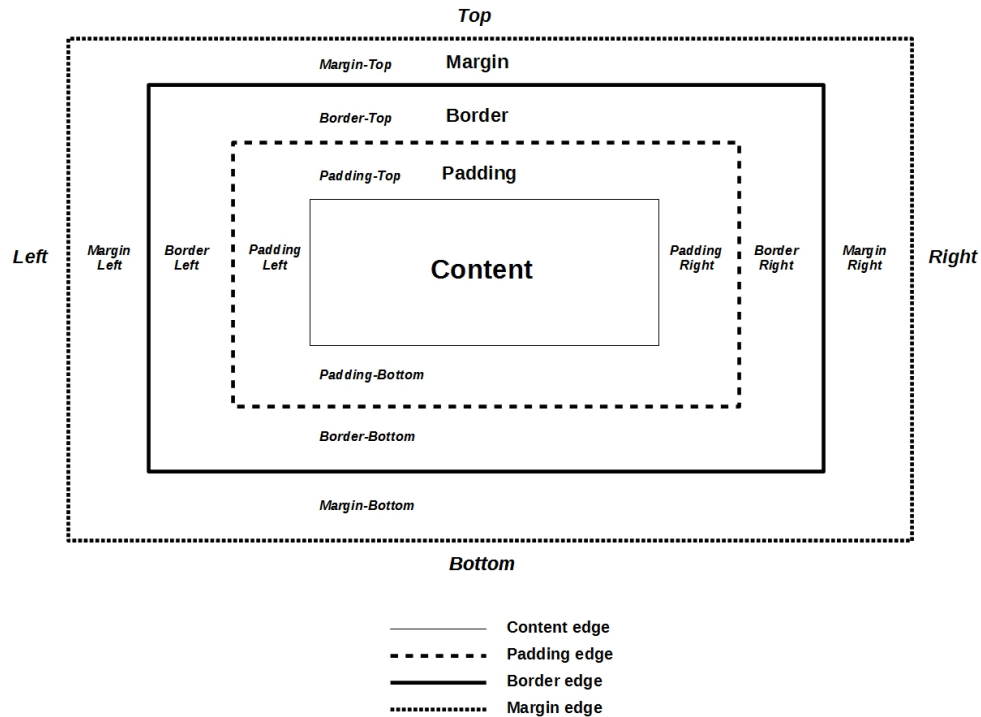 Top
Margin-Top Margin
Border-Top Border
Padding-Top Padding
Left
Margin
Left
Border
Left
Padding
Left
Content
Padding
Right
Border
Right
Margin
Right
Right
Padding-Bottom
Border-Bottom
Margin-Bottom
Bottom
Content edge
Padding edge
Border edge
Margin edge